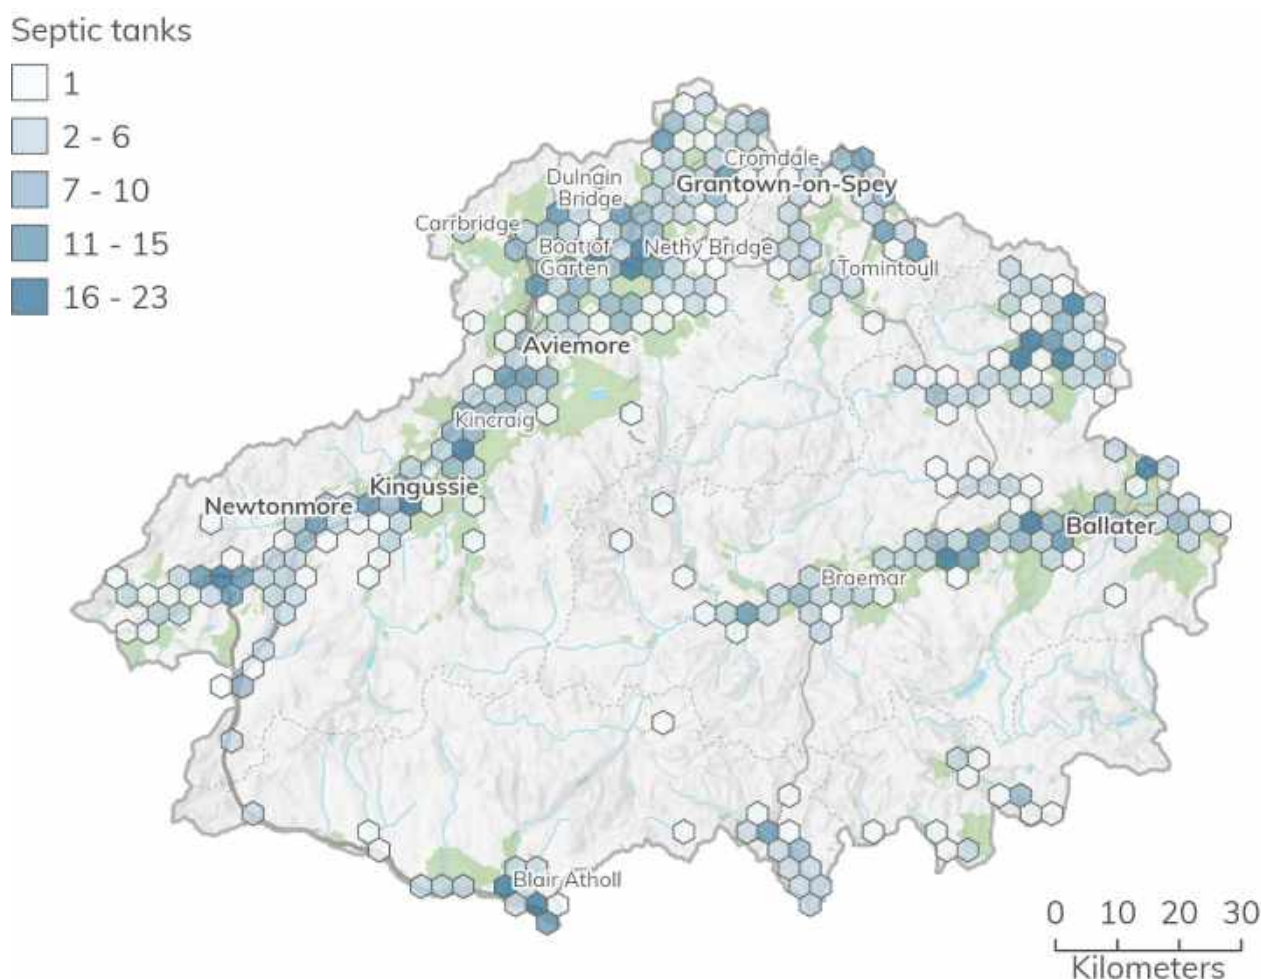 Septic tanks
1
2 - 6
7 - 10
11 - 15
16 - 23
Cromdale
Dulnain
Bridge
Grantown-on-Spey
Carrbridge
Boat of
Garten
Nethy Bridge
Tomintoull
Aviemore
Kincraig
Kingussie
Newtonmore
Ballater
Braemar
Blair Atholl
0 10 20 30
Kilometers